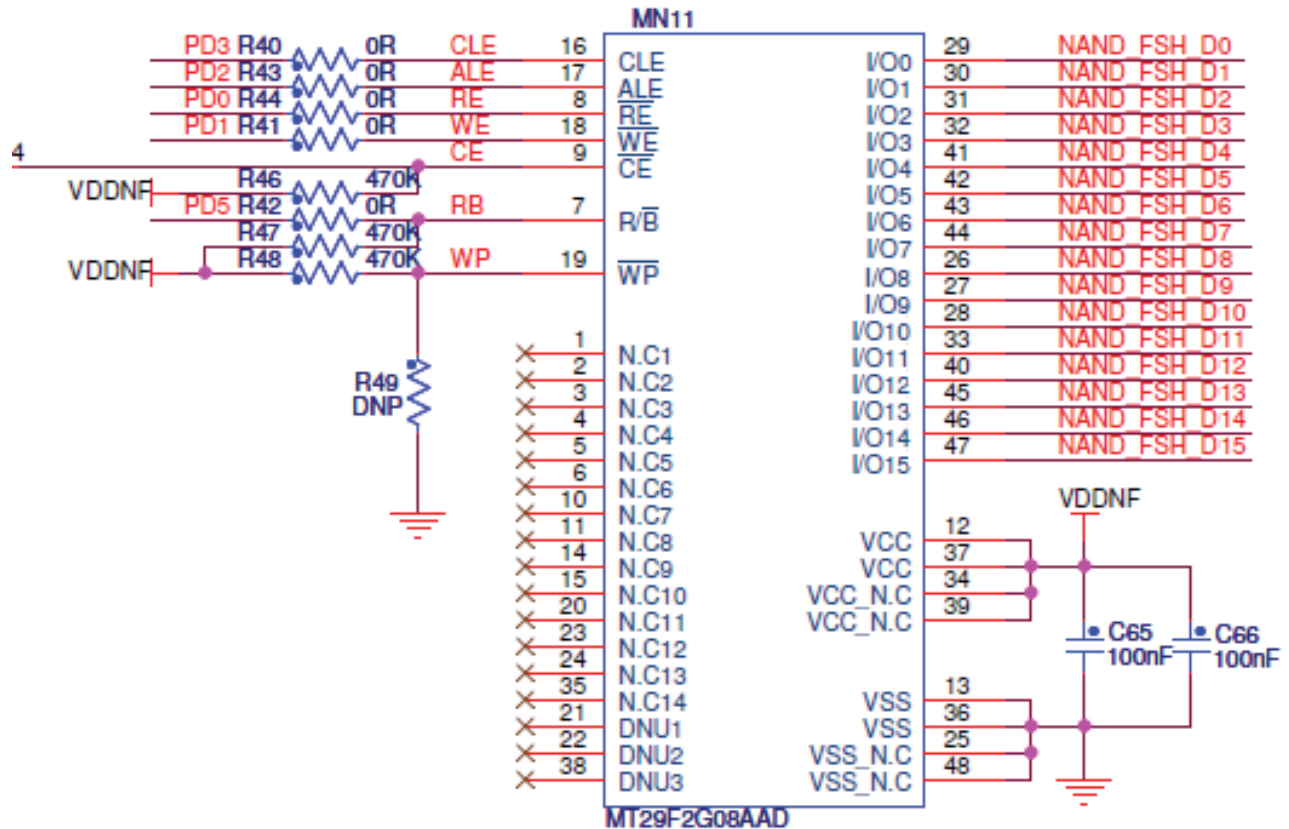 MN11
PD3 R40 0R CLE 16 CLE I/O0 29 NAND_FSH_D0
PD2 R43 0R ALE 17 ALE I/O1 30 NAND_FSH_D1
PD0 R44 0R RE 8 RE I/O2 31 NAND_FSH_D2
PD1 R41 0R WE 18 WE I/O3 32 NAND_FSH_D3
4 CE 9 CE I/O4 41 NAND_FSH_D4
VDDNF R46 470K I/O5 42 NAND_FSH_D5
PD5 R42 0R RB 7 R/B I/O6 43 NAND_FSH_D6
R47 470K I/O7 44 NAND_FSH_D7
VDDNF R48 470K WP 19 WP I/O8 26 NAND_FSH_D8
I/O9 27 NAND_FSH_D9
I/O10 28 NAND_FSH_D10
1 N.C1 I/O11 33 NAND_FSH_D11
2 N.C2 I/O12 40 NAND_FSH_D12
3 N.C3 I/O13 45 NAND_FSH_D13
4 N.C4 I/O14 46 NAND_FSH_D14
5 N.C5 I/O15 47 NAND_FSH_D15
R49
DNP
6 N.C6
10 N.C7
VDDNF
11 N.C8 VCC 12
14 N.C9 VCC 37
15 N.C10 VCC_N.C 34
20 N.C11 VCC_N.C 39
23 N.C12
C65
100nF
C66
100nF
24 N.C13
35 N.C14 VSS 13
21 DNU1 VSS 36
22 DNU2 VSS_N.C 25
38 DNU3 VSS_N.C 48
MT29F2G08AAD